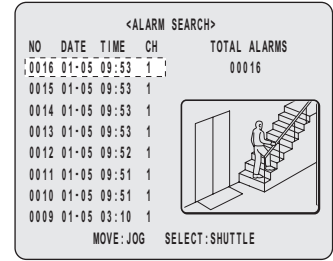 <ALARM SEARCH>
NO DATE TIME CH TOTAL ALARMS
0016 01-05 09:53 1 00016
0015 01-05 09:53 1
0014 01-05 09:53 1
0013 01-05 09:53 1
0012 01-05 09:52 1
0011 01-05 09:51 1
0010 01-05 09:51 1
0009 01-05 03:10 1
MOVE:JOG SELECT:SHUTTLE